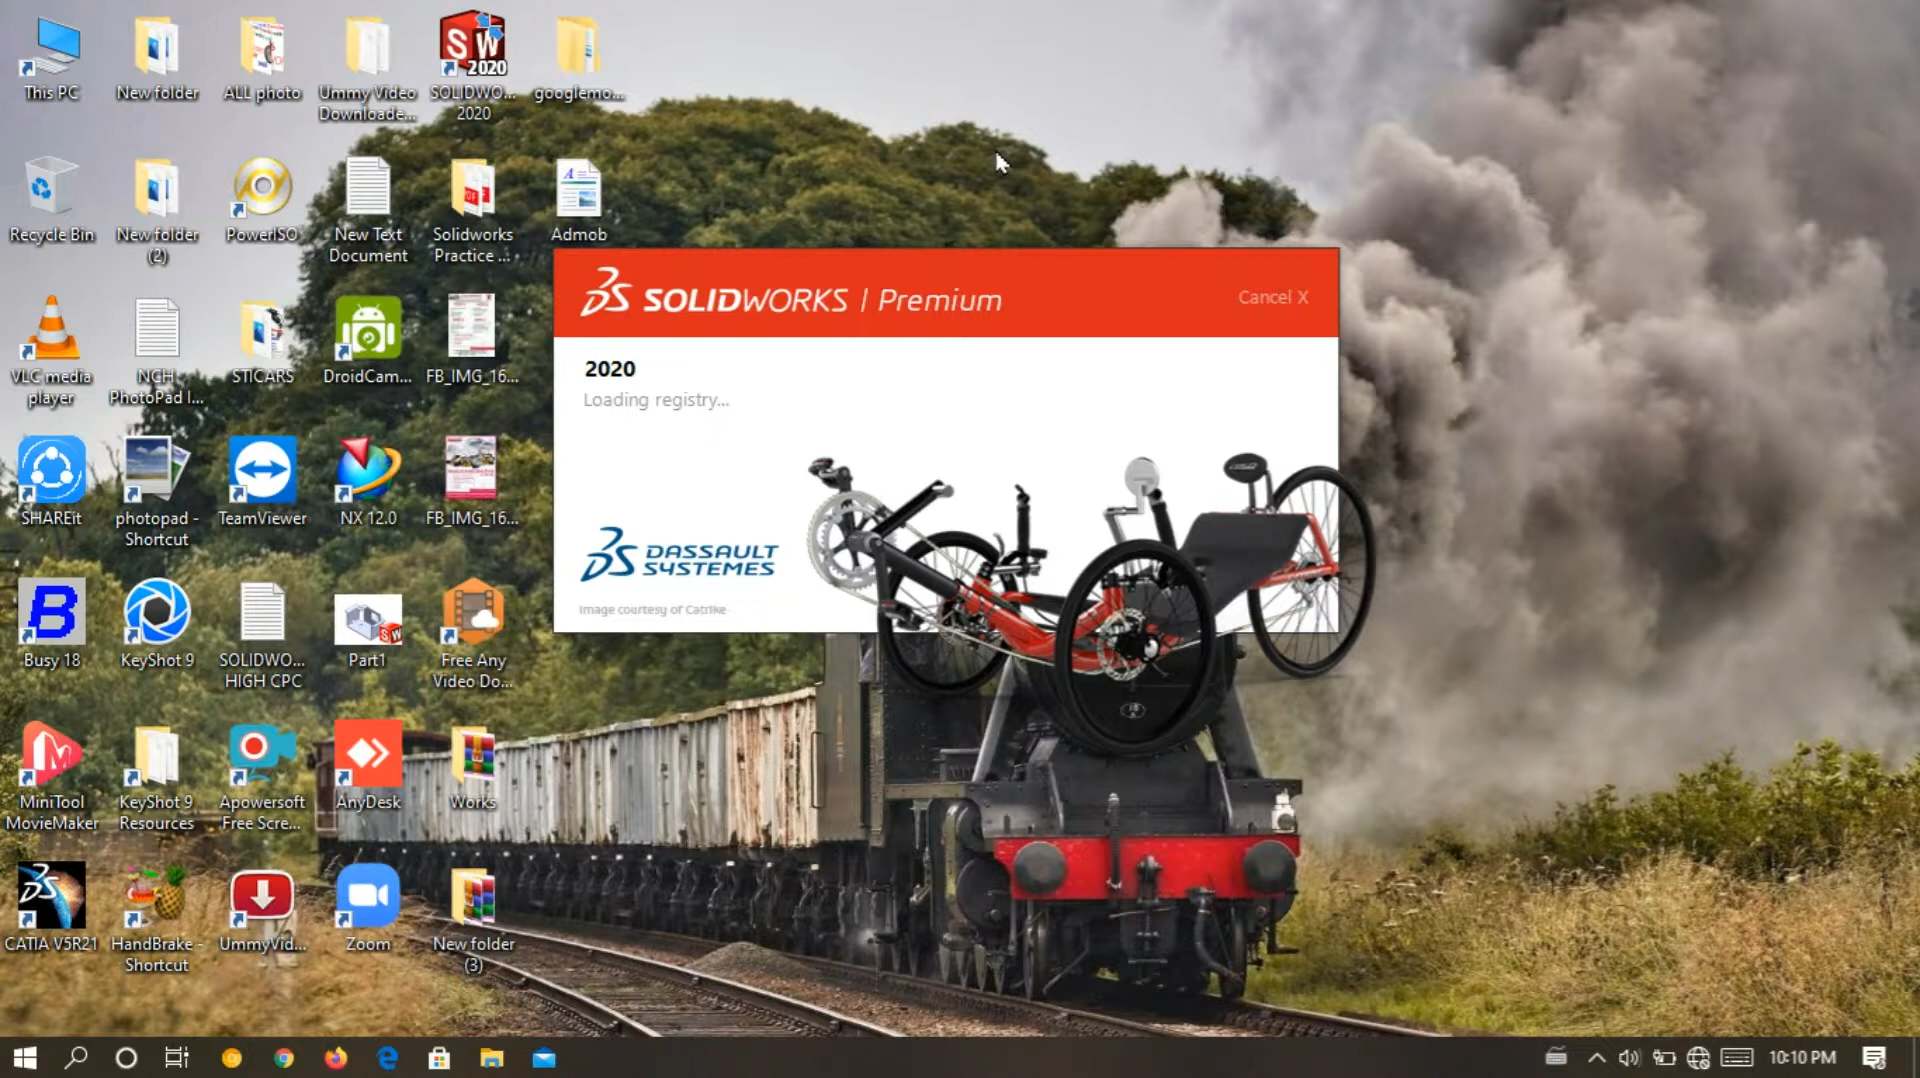 This PC
New folder
ALL photo
Ummy Video
Downloade...
SW
2020
SOLIDWO...
2020
googlemo...
Recycle Bin
New folder
(2)
PowerISO
New Text
Document
Solidworks
Practice ...
Admob
VLC media
player
NCH
PhotoPad I...
STICARS
DroidCam...
FB_IMG_16...
SOLIDWORKS | Premium
Cancel X
2020
Loading registry...
DASSAULT
SYSTEMES
Image courtesy of Catrike
SHAREit
photopad -
Shortcut
TeamViewer
NX 12.0
FB_IMG_16...
B
Busy 18
KeyShot 9
SOLIDWO...
HIGH CPC
Part1
Free Any
Video Do...
MiniTool
MovieMaker
KeyShot 9
Resources
Apowersoft
Free Scre...
AnyDesk
Works
CATIA V5R21
HandBrake -
Shortcut
UmmyVid...
Zoom
New folder
(3)
10:10 PM